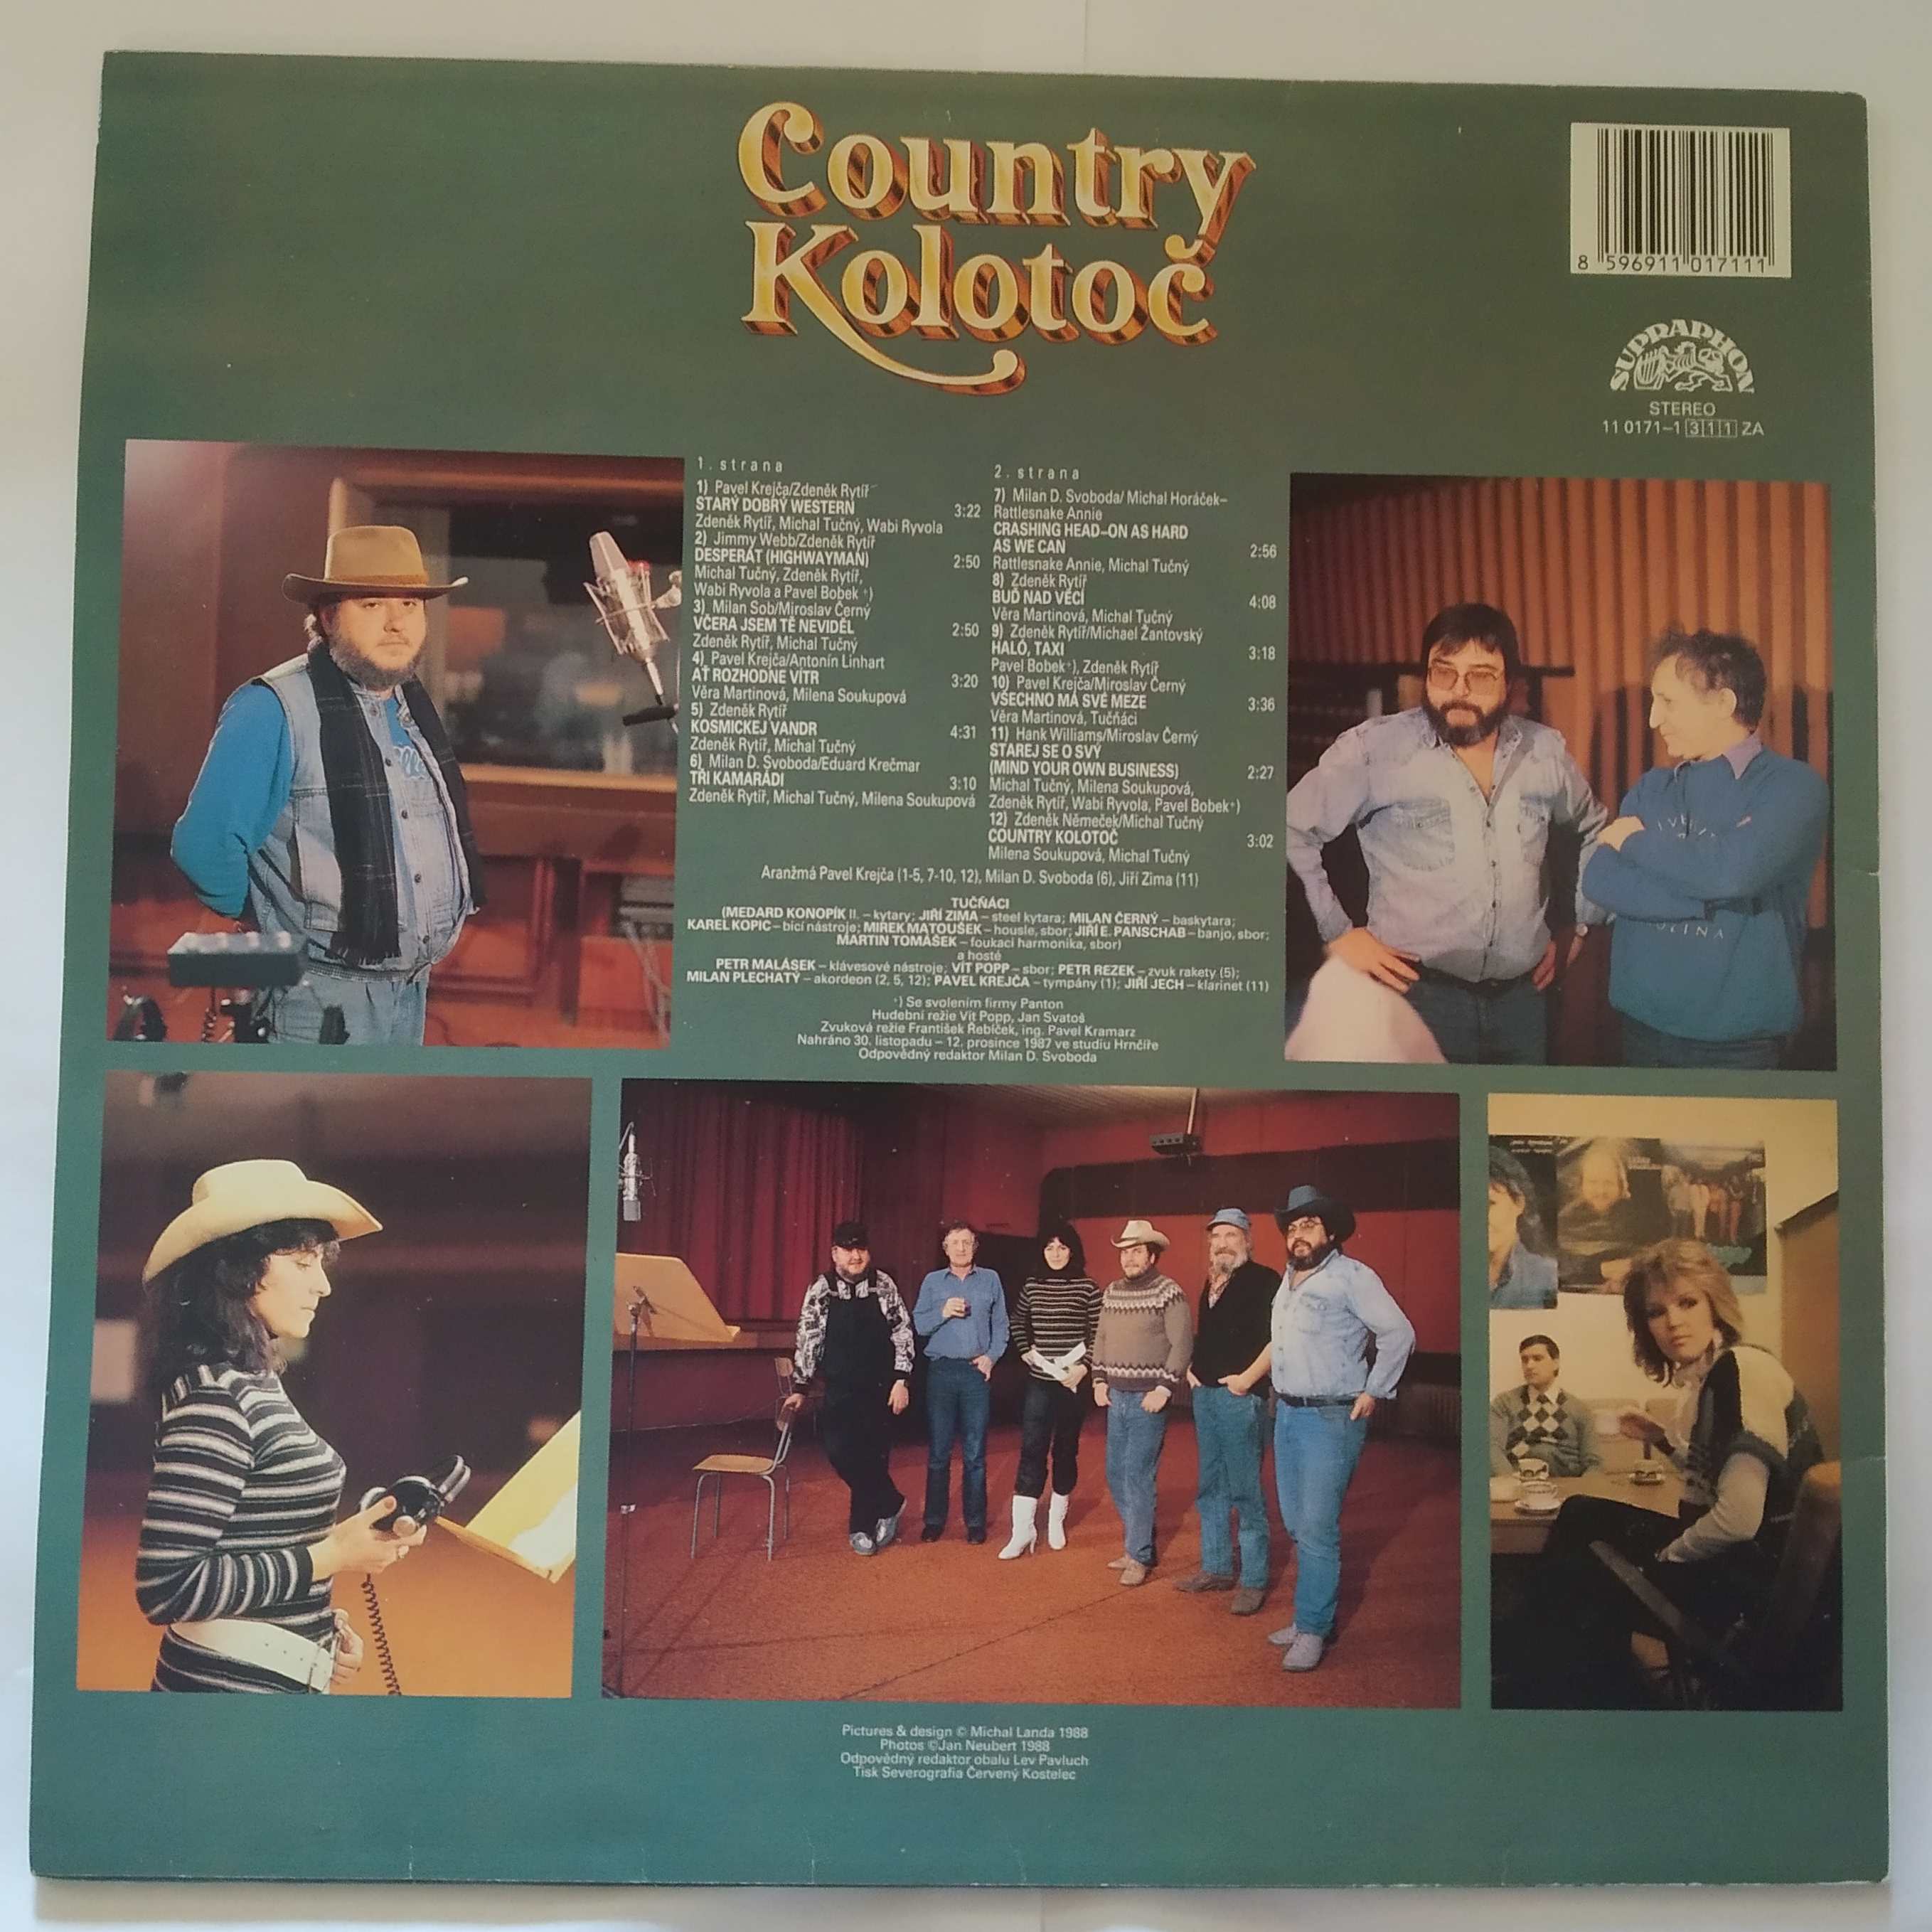 Country
Kolotoč
8 596911 017111
SUPRAPHON
STEREO
11 0171-1 311 ZA
1. strana
1) Pavel Krejča/Zdeněk Rytíř
STARÝ DOBRÝ WESTERN 3:22
Zdeněk Rytíř, Michal Tučný, Wabi Ryvola
2) Jimmy Webb/Zdeněk Rytíř
DESPERÁT (HIGHWAYMAN) 2:50
Michal Tučný, Zdeněk Rytíř,
Wabi Ryvola a Pavel Bobek +)
3) Milan Sob/Miroslav Černý
VČERA JSEM TĚ NEVIDĚL 2:50
Zdeněk Rytíř, Michal Tučný
4) Pavel Krejča/Antonín Linhart
AŤ ROZHODNE VÍTR 3:20
Věra Martinová, Milena Soukupová
5) Zdeněk Rytíř
KOSMICKEJ VANDR 4:31
Zdeněk Rytíř, Michal Tučný
6) Milan D. Svoboda/Eduard Krečmar
TŘI KAMARÁDI 3:10
Zdeněk Rytíř, Michal Tučný, Milena Soukupová
2. strana
7) Milan D. Svoboda/ Michal Horáček–
Rattlesnake Annie
CRASHING HEAD–ON AS HARD
AS WE CAN 2:56
Rattlesnake Annie, Michal Tučný
8) Zdeněk Rytíř
BUĎ NAD VĚCÍ 4:08
Věra Martinová, Michal Tučný
9) Zdeněk Rytíř/Michael Žantovský
HALÓ, TAXI 3:18
Pavel Bobek+), Zdeněk Rytíř
10) Pavel Krejča/Miroslav Černý
VŠECHNO MÁ SVÉ MEZE 3:36
Věra Martinová, Tučňáci
11) Hank Williams/Miroslav Černý
STAREJ SE O SVÝ
(MIND YOUR OWN BUSINESS) 2:27
Michal Tučný, Milena Soukupová,
Zdeněk Rytíř, Wabi Ryvola, Pavel Bobek+)
12) Zdeněk Němeček/Michal Tučný
COUNTRY KOLOTOČ 3:02
Milena Soukupová, Michal Tučný
Aranžmá Pavel Krejča (1-5, 7-10, 12), Milan D. Svoboda (6), Jiří Zima (11)
TUČŇÁCI
(MEDARD KONOPÍK II. – kytary; JIŘÍ ZIMA – steel kytara; MILAN ČERNÝ – baskytara;
KAREL KOPIC – bicí nástroje; MIREK MATOUŠEK – housle, sbor; JIŘÍ E. PANSCHAB – banjo, sbor;
MARTIN TOMÁŠEK – foukací harmonika, sbor)
a hosté
PETR MALÁSEK – klávesové nástroje; VÍT POPP – sbor; PETR REZEK – zvuk rakety (5);
MILAN PLECHATÝ – akordeon (2, 5, 12); PAVEL KREJČA – tympány (1); JIŘÍ JECH – klarinet (11)
+) Se svolením firmy Panton
Hudební režie Vít Popp, Jan Svatoš
Zvuková režie František Řebíček, ing. Pavel Kramarz
Nahráno 30. listopadu – 12. prosince 1987 ve studiu Hrnčíře
Odpovědný redaktor Milan D. Svoboda
Pictures & design © Michal Landa 1988
Photos ©Jan Neubert 1988
Odpovědný redaktor obalu Lev Pavluch
Tisk Severografia Červený Kostelec